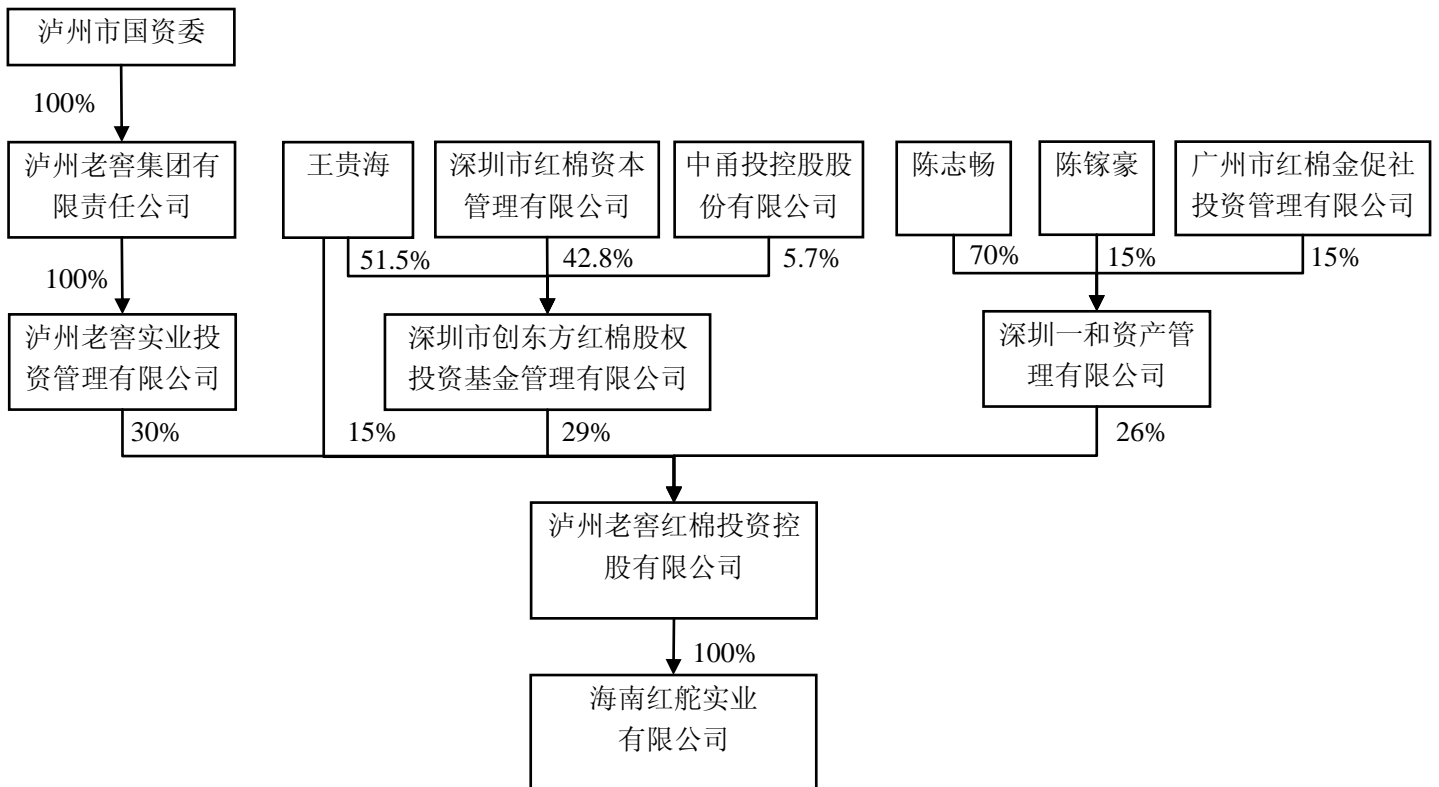 泸州市国资委
100%
泸州老窖集团有
限责任公司
王贵海
深圳市红棉资本
管理有限公司
中甬投控股股
份有限公司
陈志畅
陈镓豪
广州市红棉金促社
投资管理有限公司
100%
51.5%
42.8%
5.7%
70%
15%
15%
泸州老窖实业投
资管理有限公司
深圳市创东方红棉股权
投资基金管理有限公司
深圳一和资产管
理有限公司
30%
15%
29%
26%
泸州老窖红棉投资控
股有限公司
100%
海南红舵实业
有限公司